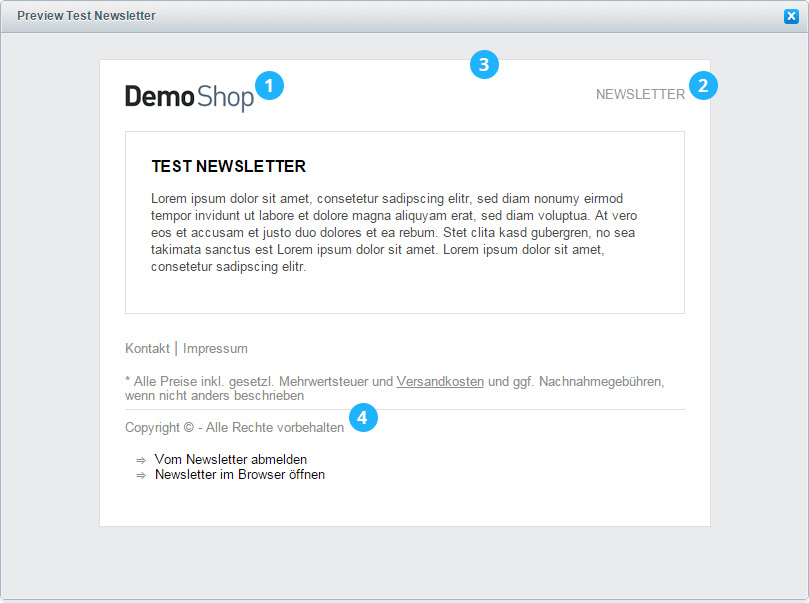 Preview Test Newsletter
3
DemoShop 1
NEWSLETTER 2
TEST NEWSLETTER
Lorem ipsum dolor sit amet, consetetur sadipscing elitr, sed diam nonumy eirmod
tempor invidunt ut labore et dolore magna aliquyam erat, sed diam voluptua. At vero
eos et accusam et justo duo dolores et ea rebum. Stet clita kasd gubergren, no sea
takimata sanctus est Lorem ipsum dolor sit amet. Lorem ipsum dolor sit amet,
consetetur sadipscing elitr.
Kontakt | Impressum
* Alle Preise inkl. gesetzl. Mehrwertsteuer und Versandkosten und ggf. Nachnahmegebühren,
wenn nicht anders beschrieben
Copyright © - Alle Rechte vorbehalten 4
⇒ Vom Newsletter abmelden
⇒ Newsletter im Browser öffnen